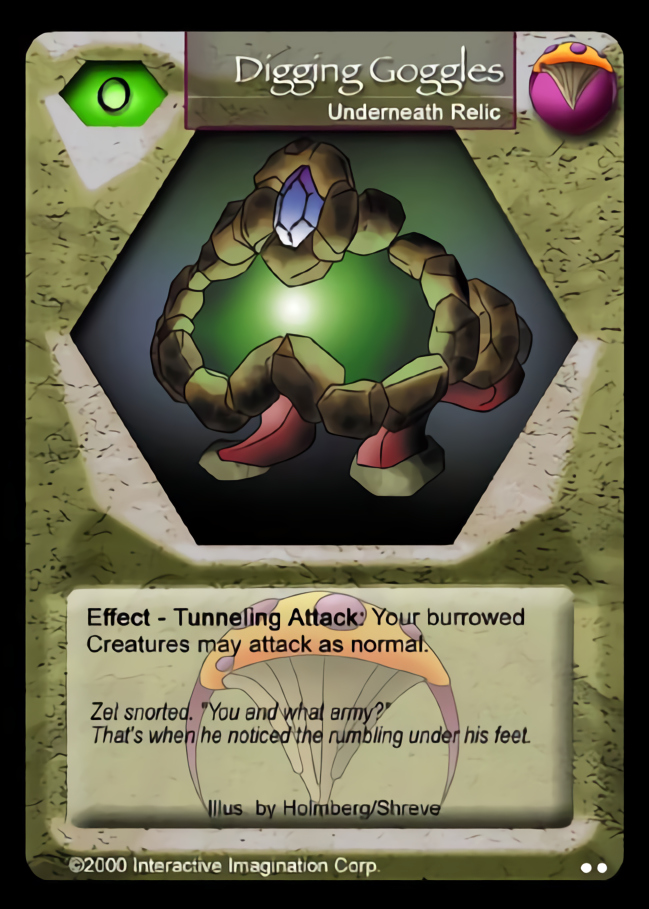 0
Digging Goggles
Underneath Relic
Effect - Tunneling Attack: Your burrowed
Creatures may attack as normal.
Zet snorted. "You and what army?"
That's when he noticed the rumbling under his feet.
Illus by Holmberg/Shreve
©2000 Interactive Imagination Corp.